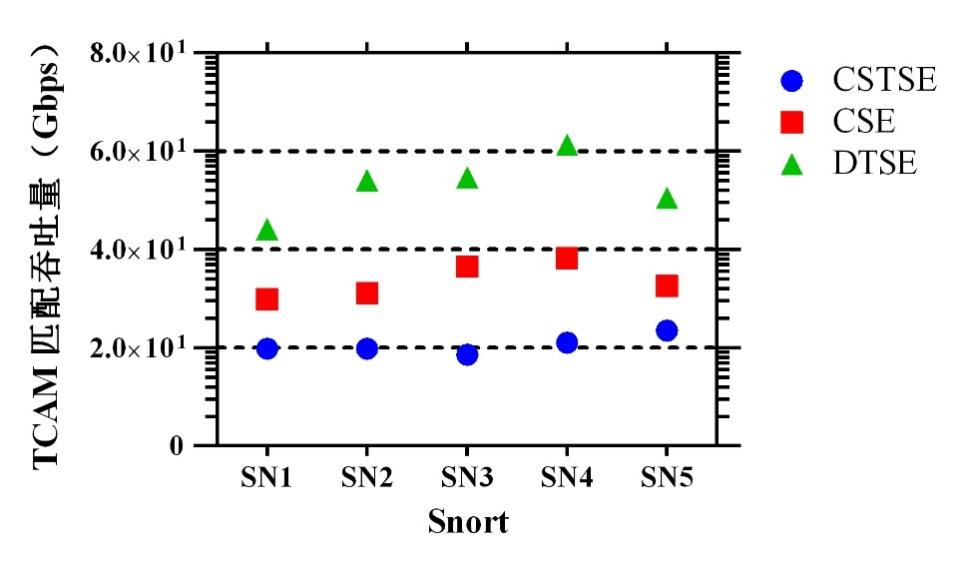 TCAM 匹配吞吐量（Gbps）
8.0×10¹
6.0×10¹
4.0×10¹
2.0×10¹
0
SN1 SN2 SN3 SN4 SN5
Snort
CSTSE
CSE
DTSE